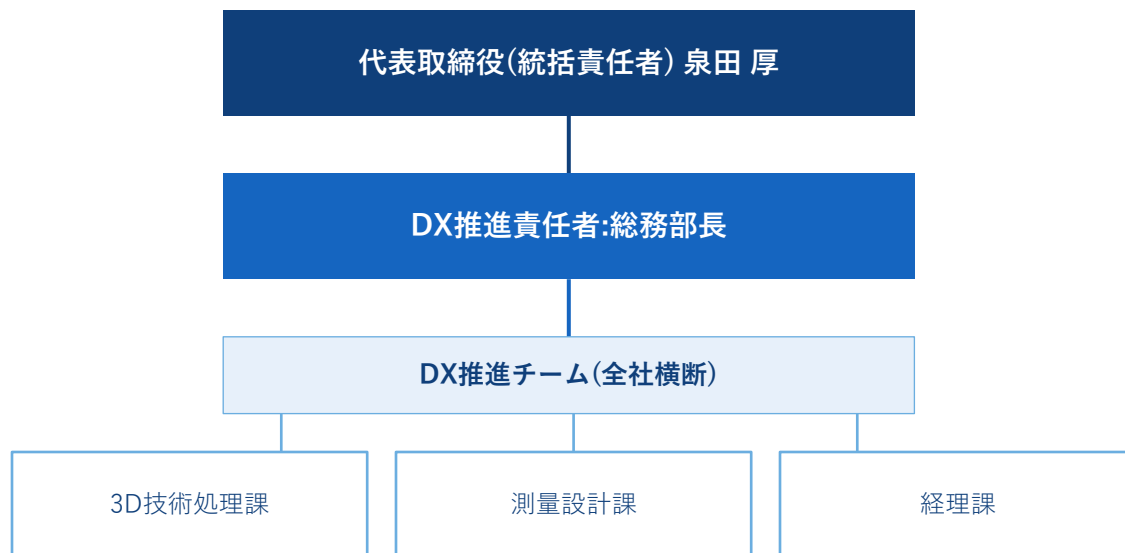 代表取締役(統括責任者) 泉田 厚
DX推進責任者:総務部長
DX推進チーム(全社横断)
3D技術処理課
測量設計課
経理課